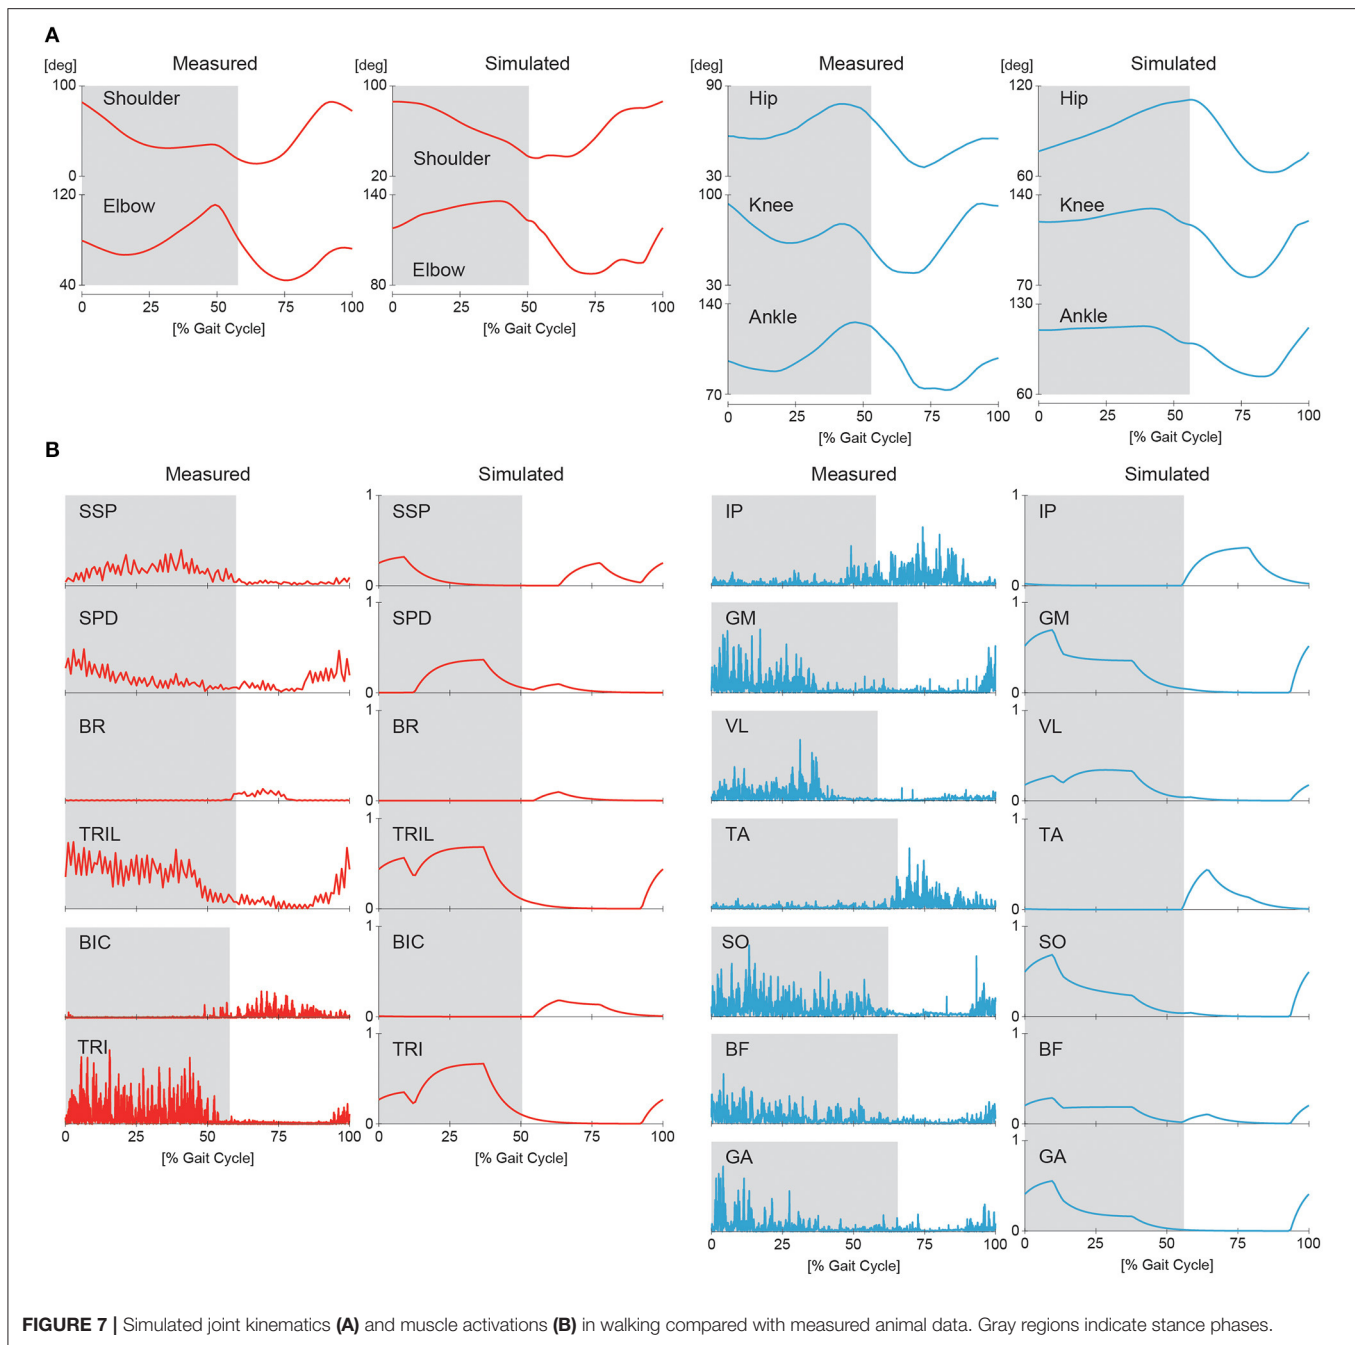 A
Measured
Simulated
Measured
Simulated
[deg]
[deg]
[deg]
[deg]
100
Shoulder
0
100
Shoulder
20
90
Hip
30
120
Hip
60
120
Elbow
40
140
Elbow
80
100
Knee
30
140
Knee
70
140
Ankle
70
130
Ankle
60
0 25 50 75 100
[% Gait Cycle]
0 25 50 75 100
[% Gait Cycle]
0 25 50 75 100
[% Gait Cycle]
0 25 50 75 100
[% Gait Cycle]
B
Measured
Simulated
Measured
Simulated
SSP
1
SSP
0
IP
1
IP
0
SPD
1
SPD
0
GM
1
GM
0
BR
1
BR
0
VL
1
VL
0
TRIL
1
TRIL
0
TA
1
TA
0
BIC
1
BIC
0
SO
1
SO
0
TRI
1
TRI
0
BF
1
BF
0
0 25 50 75 100
[% Gait Cycle]
0 25 50 75 100
[% Gait Cycle]
GA
1
GA
0
0 25 50 75 100
[% Gait Cycle]
0 25 50 75 100
[% Gait Cycle]
FIGURE 7 | Simulated joint kinematics (A) and muscle activations (B) in walking compared with measured animal data. Gray regions indicate stance phases.